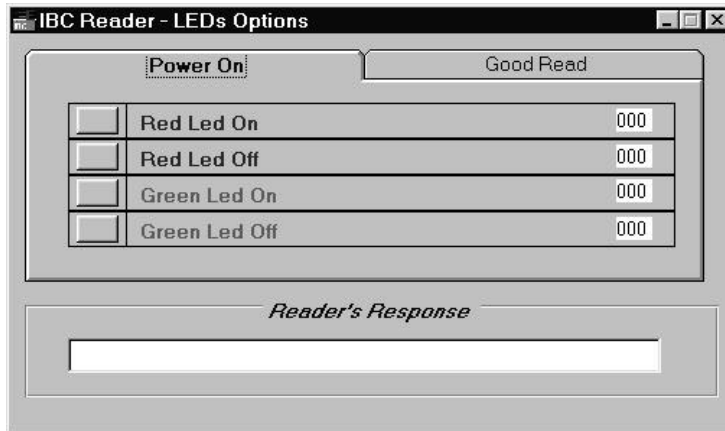 IBC Reader - LEDs Options
Power On Good Read
Red Led On 000
Red Led Off 000
Green Led On 000
Green Led Off 000
Reader's Response